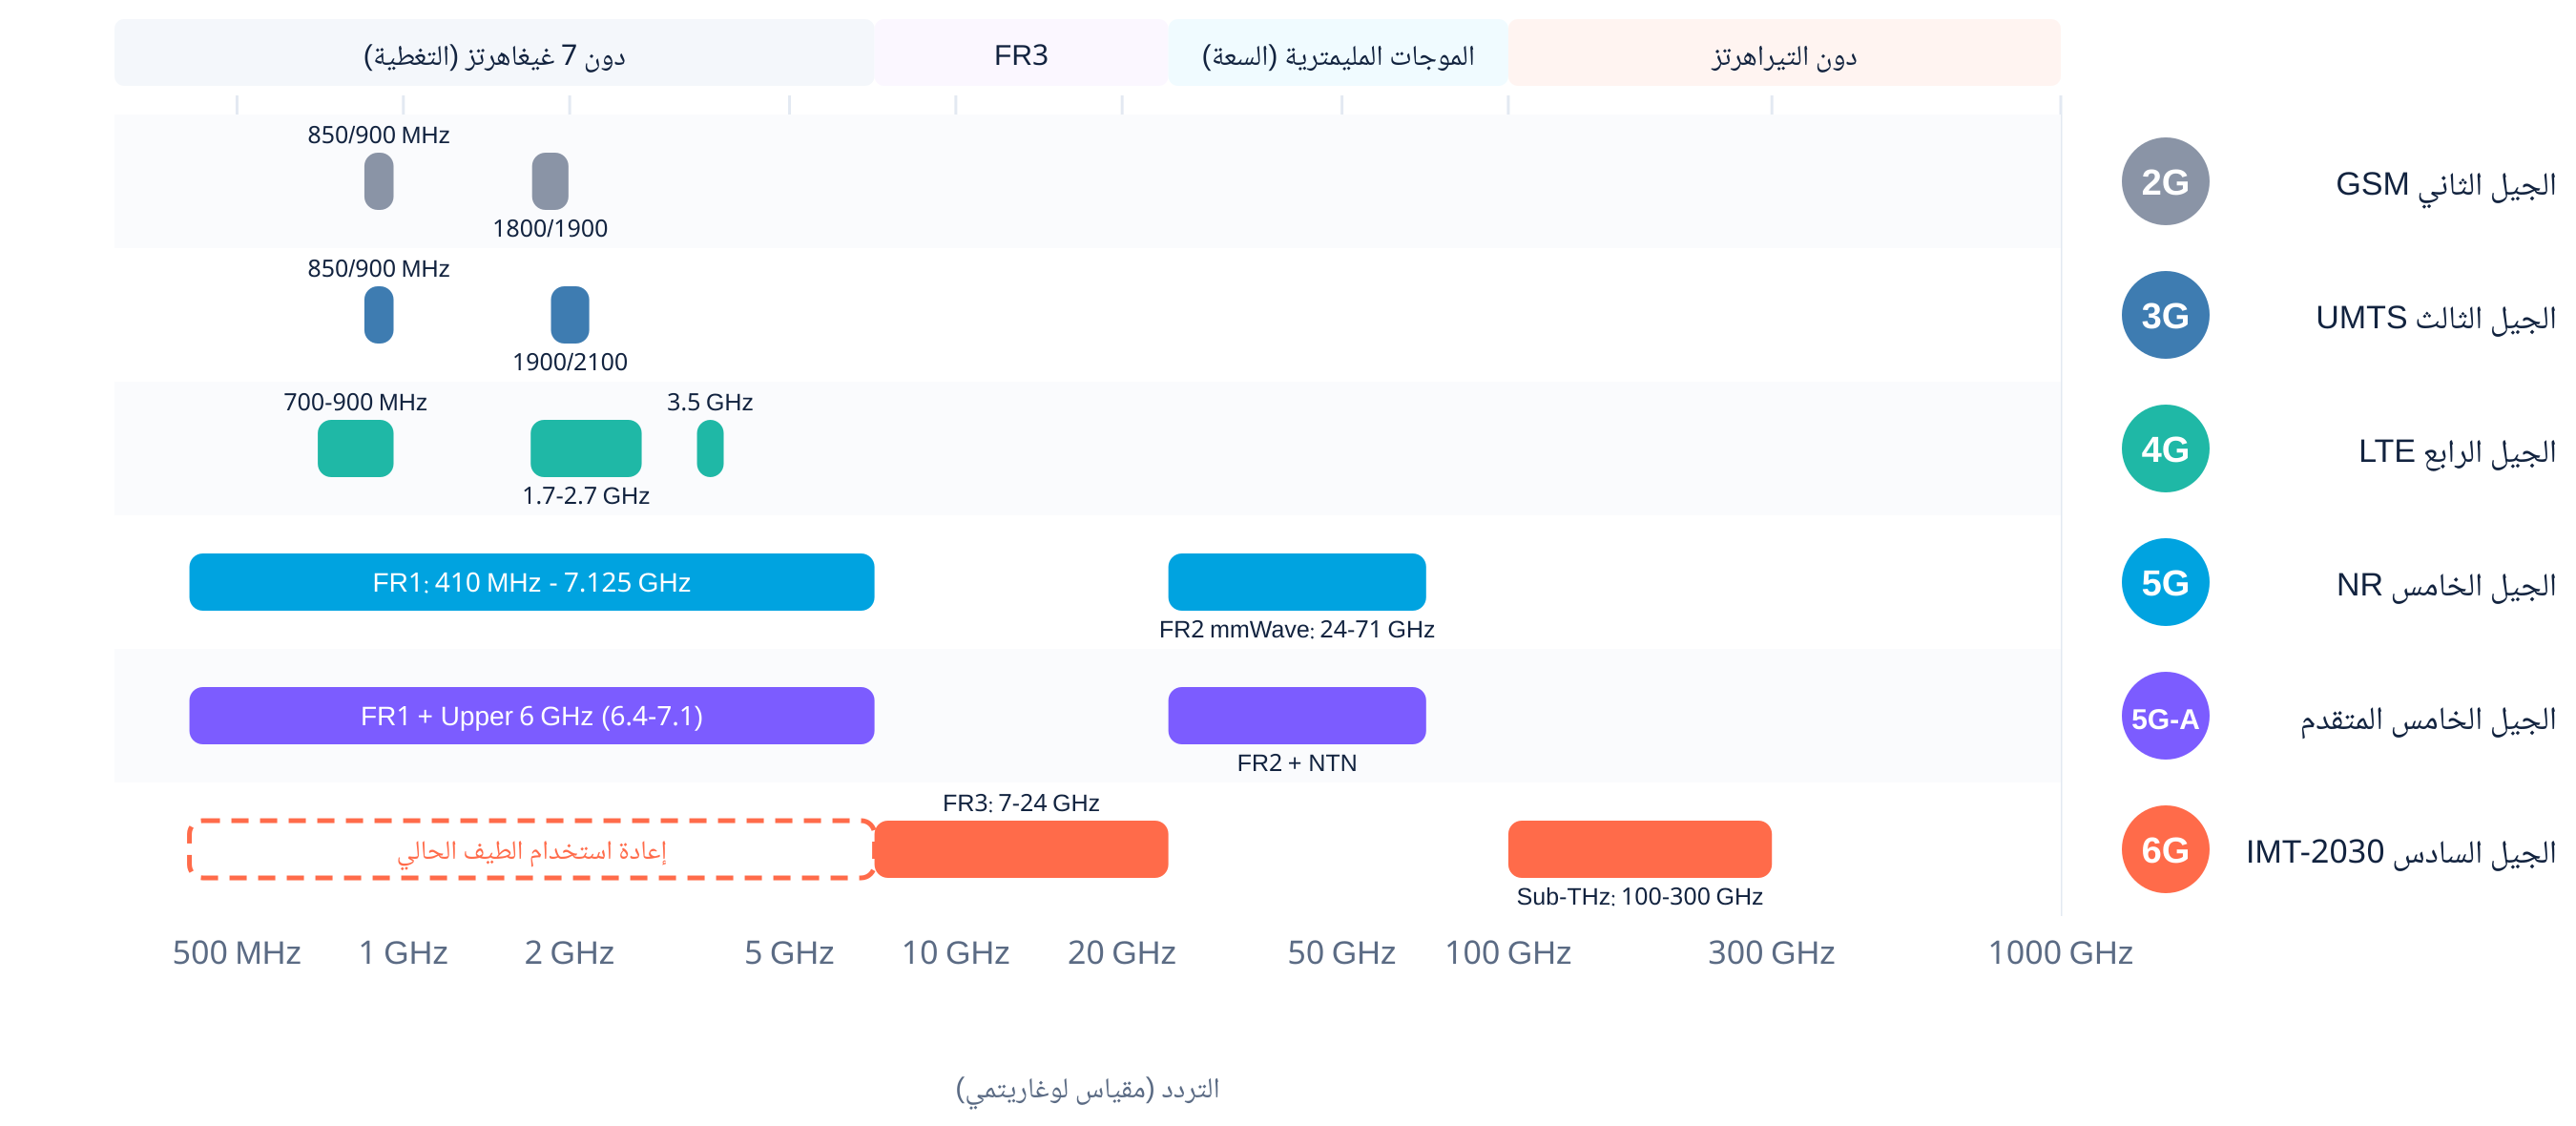 دون 7 غيغاهرتز (التغطية)
FR3
الموجات المليمترية (السعة)
دون التيراهرتز
850/900 MHz
1800/1900
2G
الجيل الثاني GSM
850/900 MHz
1900/2100
3G
الجيل الثالث UMTS
700-900 MHz
3.5 GHz
1.7-2.7 GHz
4G
الجيل الرابع LTE
FR1: 410 MHz - 7.125 GHz
FR2 mmWave: 24-71 GHz
5G
الجيل الخامس NR
FR1 + Upper 6 GHz (6.4-7.1)
FR2 + NTN
5G-A
الجيل الخامس المتقدم
إعادة استخدام الطيف الحالي
FR3: 7-24 GHz
Sub-THz: 100-300 GHz
6G
الجيل السادس IMT-2030
500 MHz
1 GHz
2 GHz
5 GHz
10 GHz
20 GHz
50 GHz
100 GHz
300 GHz
1000 GHz
التردد (مقياس لوغاريتمي)